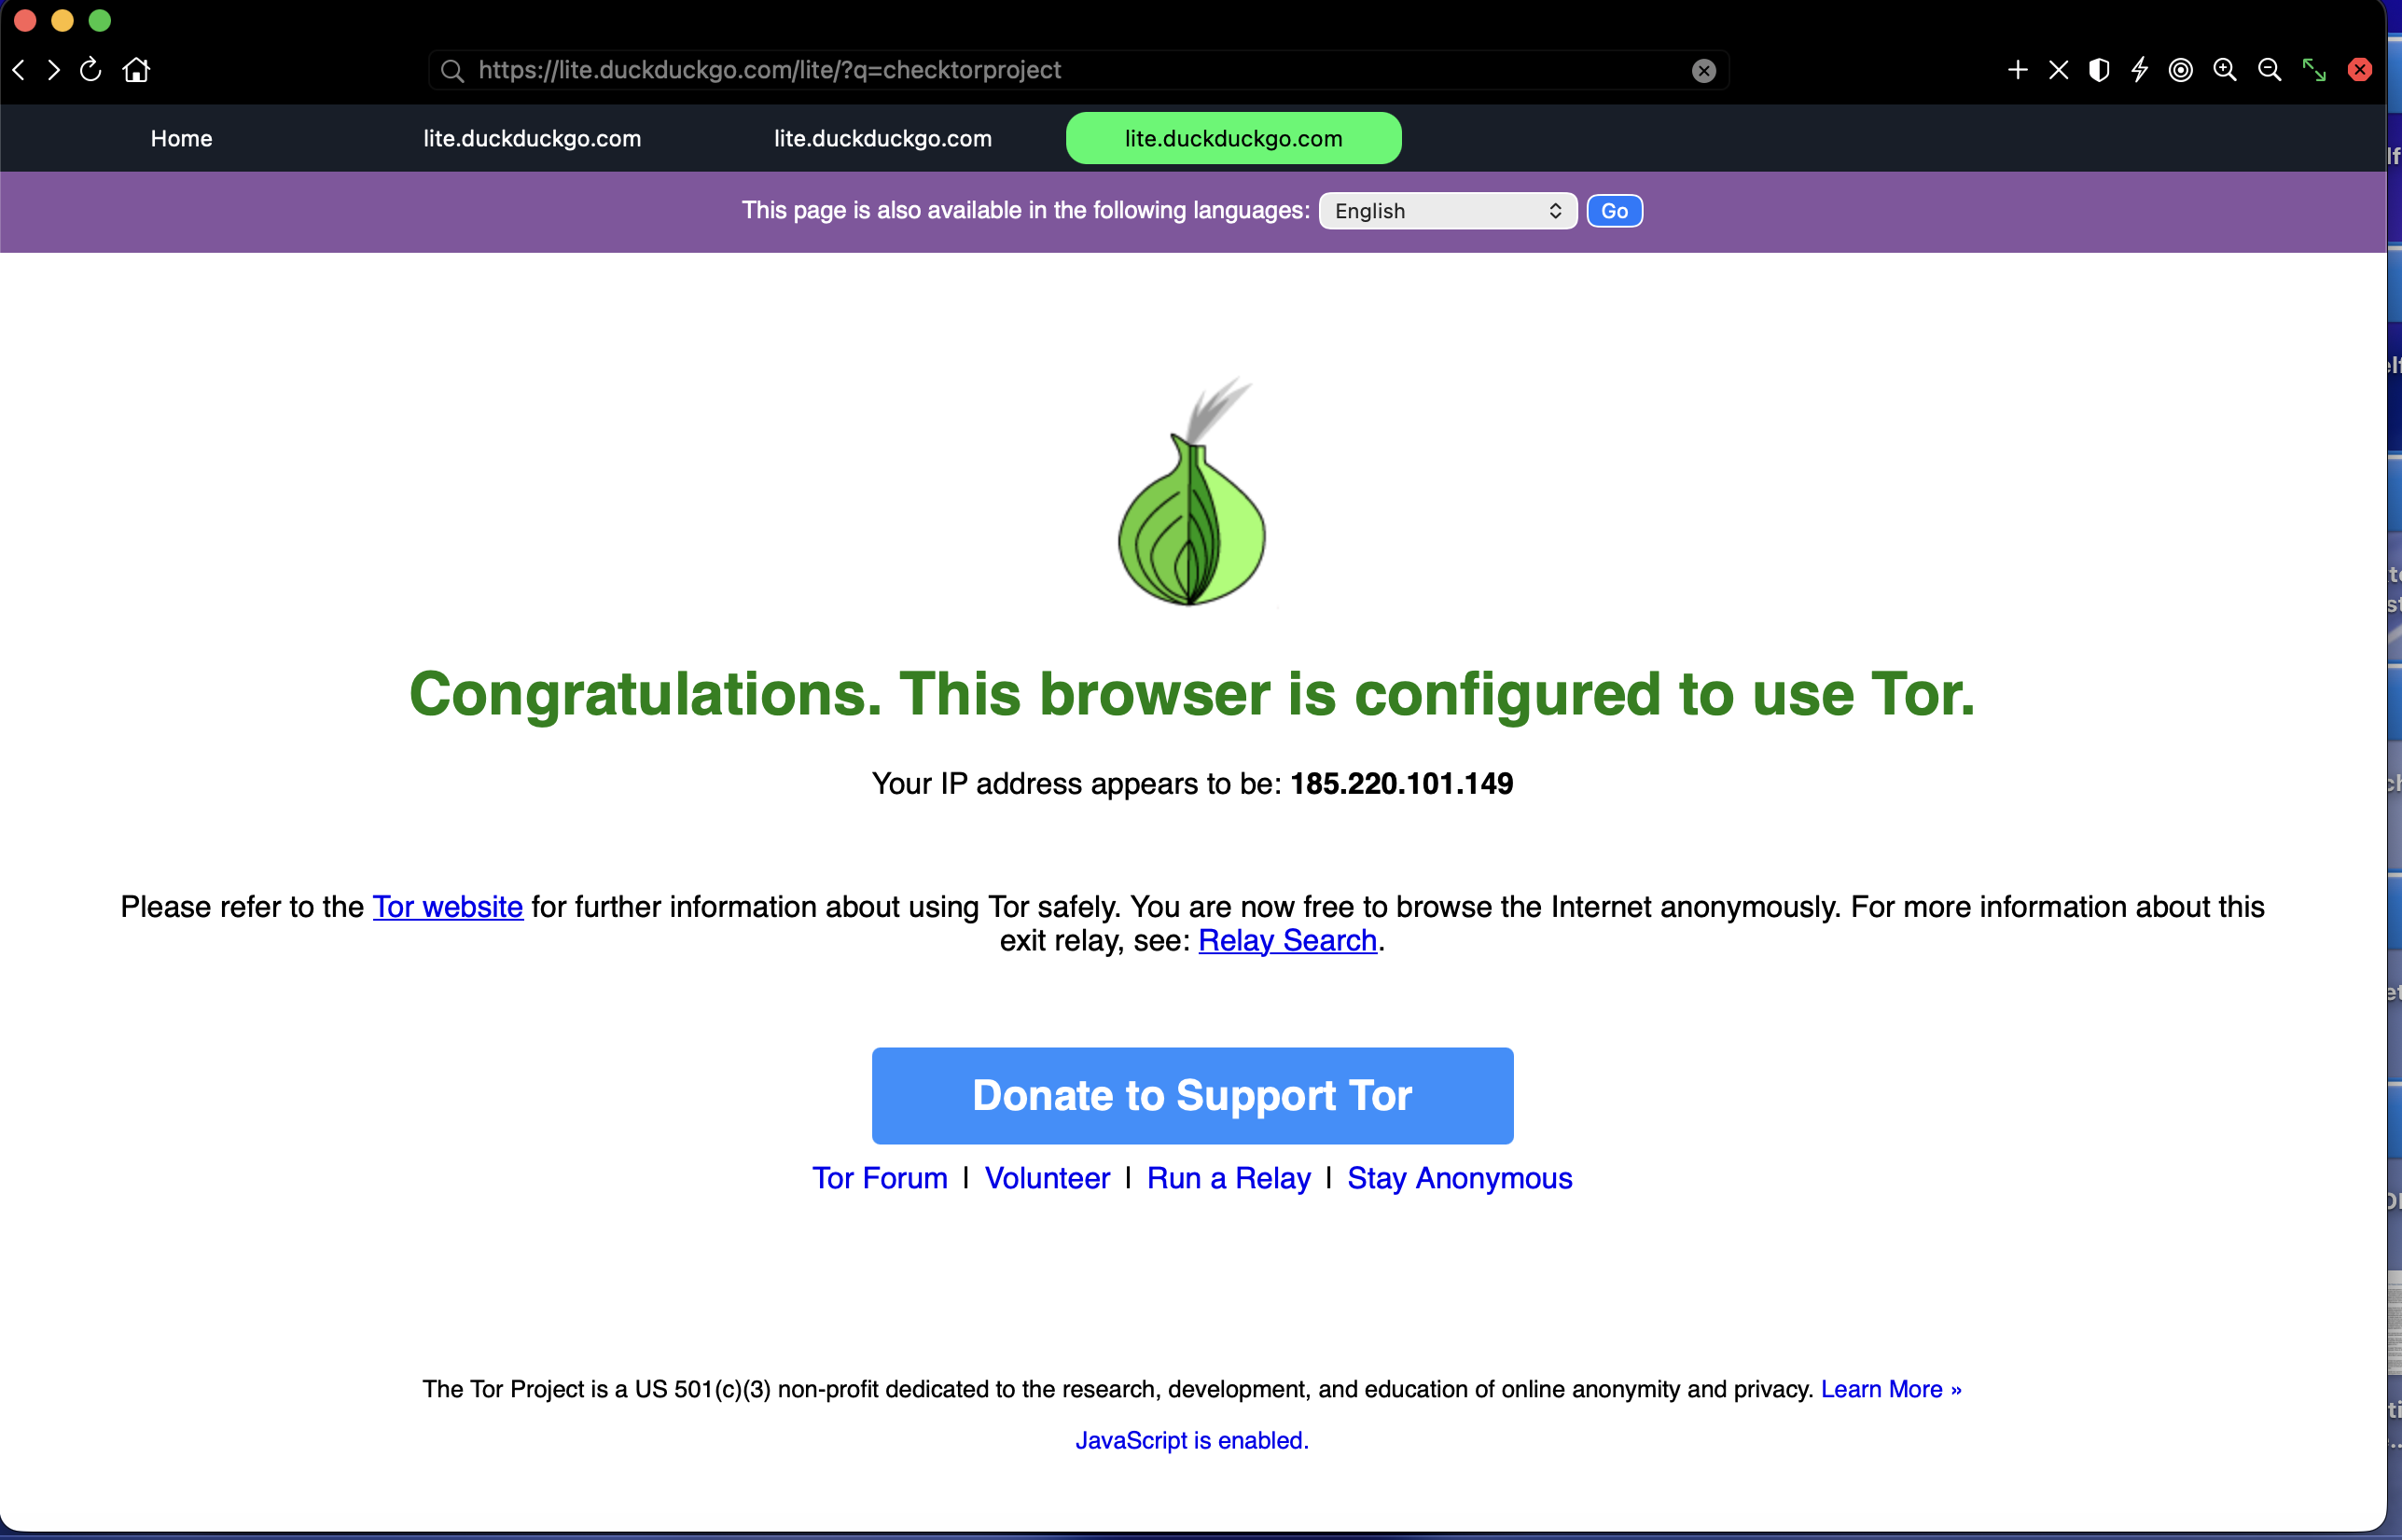 https://lite.duckduckgo.com/lite/?q=checktorproject
Home
lite.duckduckgo.com
lite.duckduckgo.com
lite.duckduckgo.com
This page is also available in the following languages: English Go
Congratulations. This browser is configured to use Tor.
Your IP address appears to be: 185.220.101.149
Please refer to the Tor website for further information about using Tor safely. You are now free to browse the Internet anonymously. For more information about this
exit relay, see: Relay Search.
Donate to Support Tor
Tor Forum | Volunteer | Run a Relay | Stay Anonymous
The Tor Project is a US 501(c)(3) non-profit dedicated to the research, development, and education of online anonymity and privacy. Learn More »
JavaScript is enabled.